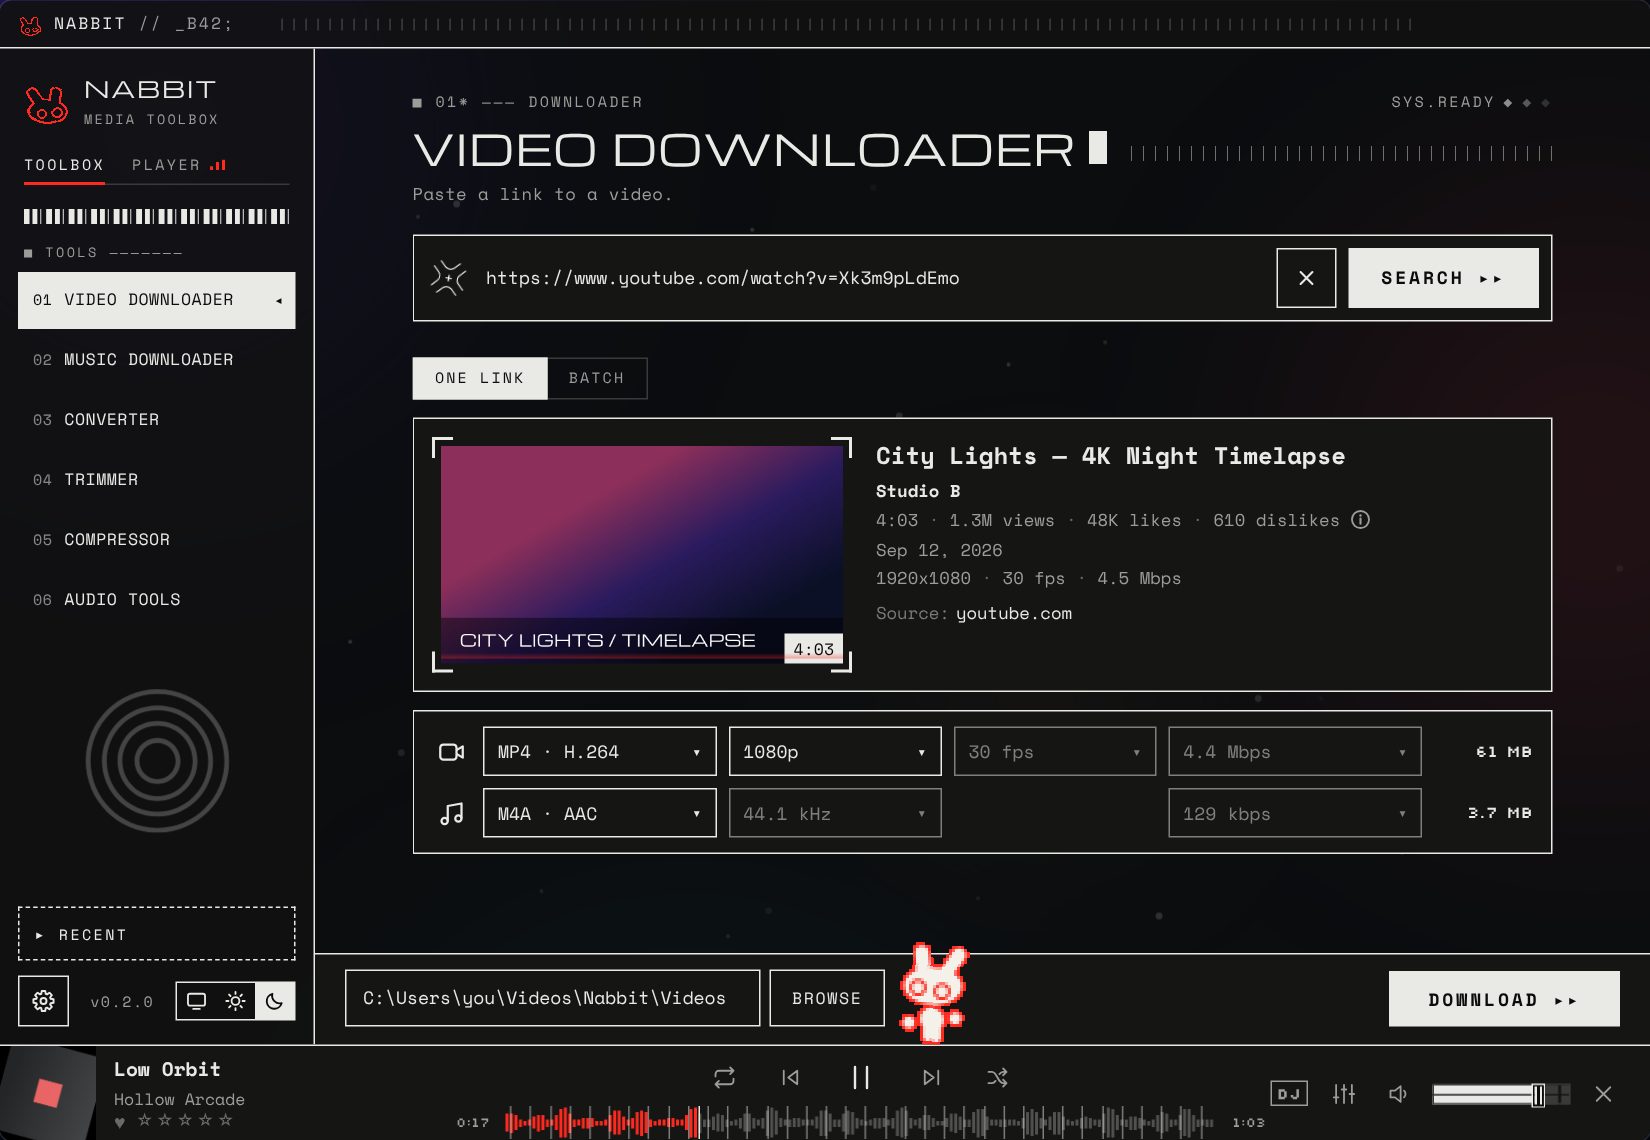 NABBIT // _B42;
NABBIT
MEDIA TOOLBOX
TOOLBOX PLAYER
TOOLS
01 VIDEO DOWNLOADER
02 MUSIC DOWNLOADER
03 CONVERTER
04 TRIMMER
05 COMPRESSOR
06 AUDIO TOOLS
RECENT
v0.2.0
01* ––– DOWNLOADER
SYS.READY
VIDEO DOWNLOADER
Paste a link to a video.
https://www.youtube.com/watch?v=Xk3m9pLdEmo
SEARCH
ONE LINK BATCH
CITY LIGHTS / TIMELAPSE
4:03
City Lights — 4K Night Timelapse
Studio B
4:03 · 1.3M views · 48K likes · 610 dislikes
Sep 12, 2026
1920x1080 · 30 fps · 4.5 Mbps
Source: youtube.com
MP4 · H.264 1080p 30 fps 4.4 Mbps 61 MB
M4A · AAC 44.1 kHz 129 kbps 3.7 MB
C:\Users\you\Videos\Nabbit\Videos
BROWSE
DOWNLOAD
Low Orbit
Hollow Arcade
0:17
1:03
DJ